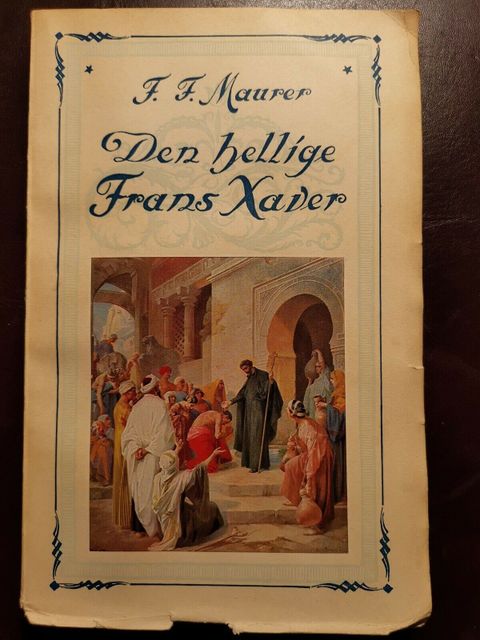 F. F. Maurer
Den hellige
Frans Xaver